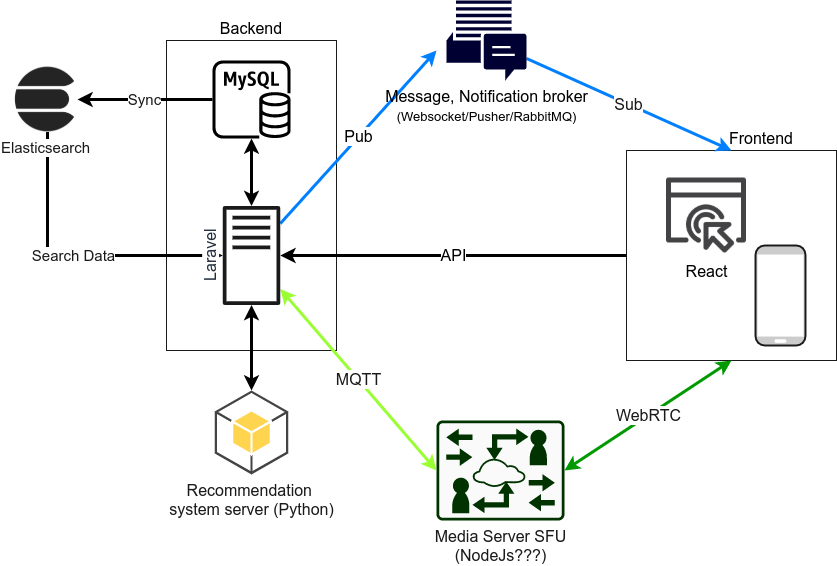 Backend
MySQL
Sync
Elasticsearch
Message, Notification broker
(Websocket/Pusher/RabbitMQ)
Pub
Sub
Frontend
Laravel
Search Data
API
React
MQTT
WebRTC
Recommendation
system server (Python)
Media Server SFU
(NodeJs???)